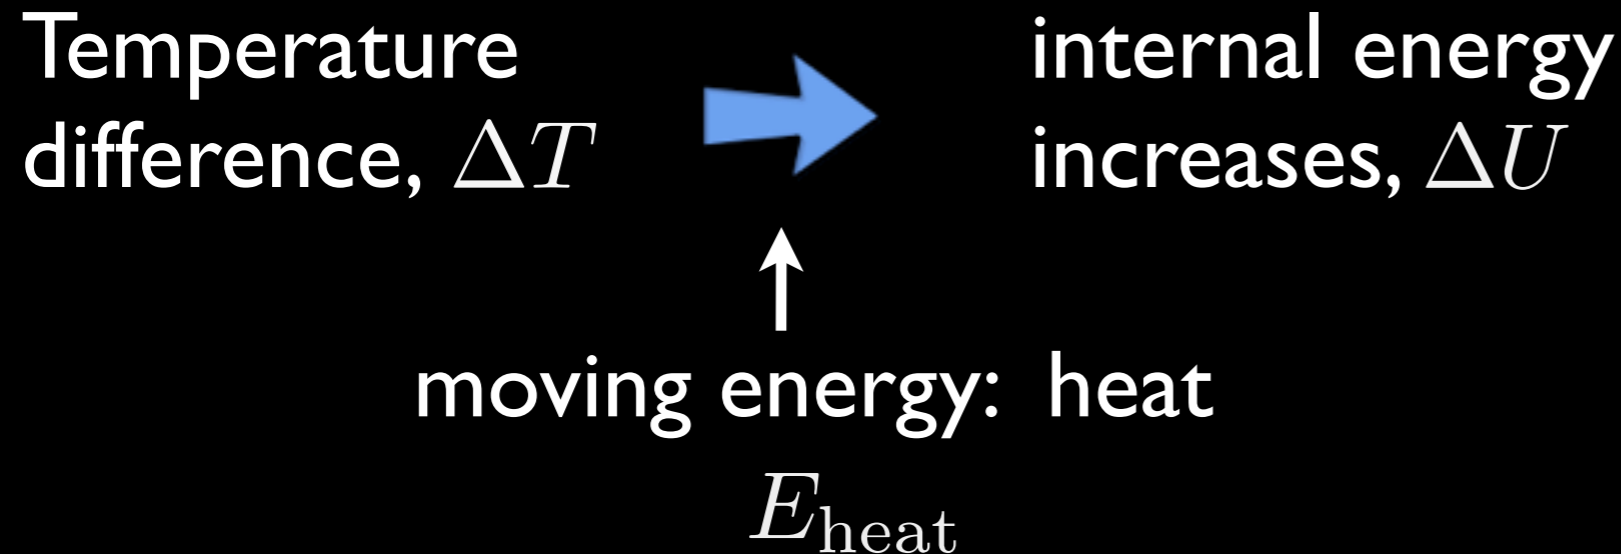 Temperature
difference, ΔT
internal energy
increases, ΔU
moving energy: heat
E_heat